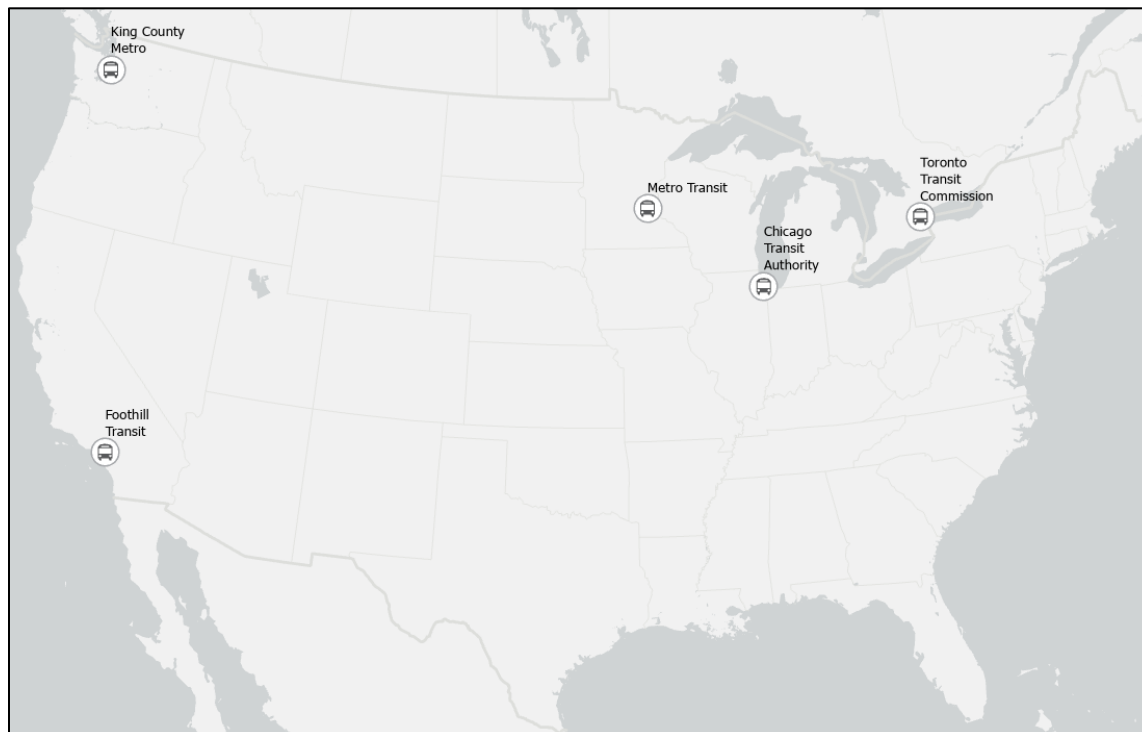 King County
Metro
Metro Transit
Toronto
Transit
Commission
Chicago
Transit
Authority
Foothill
Transit